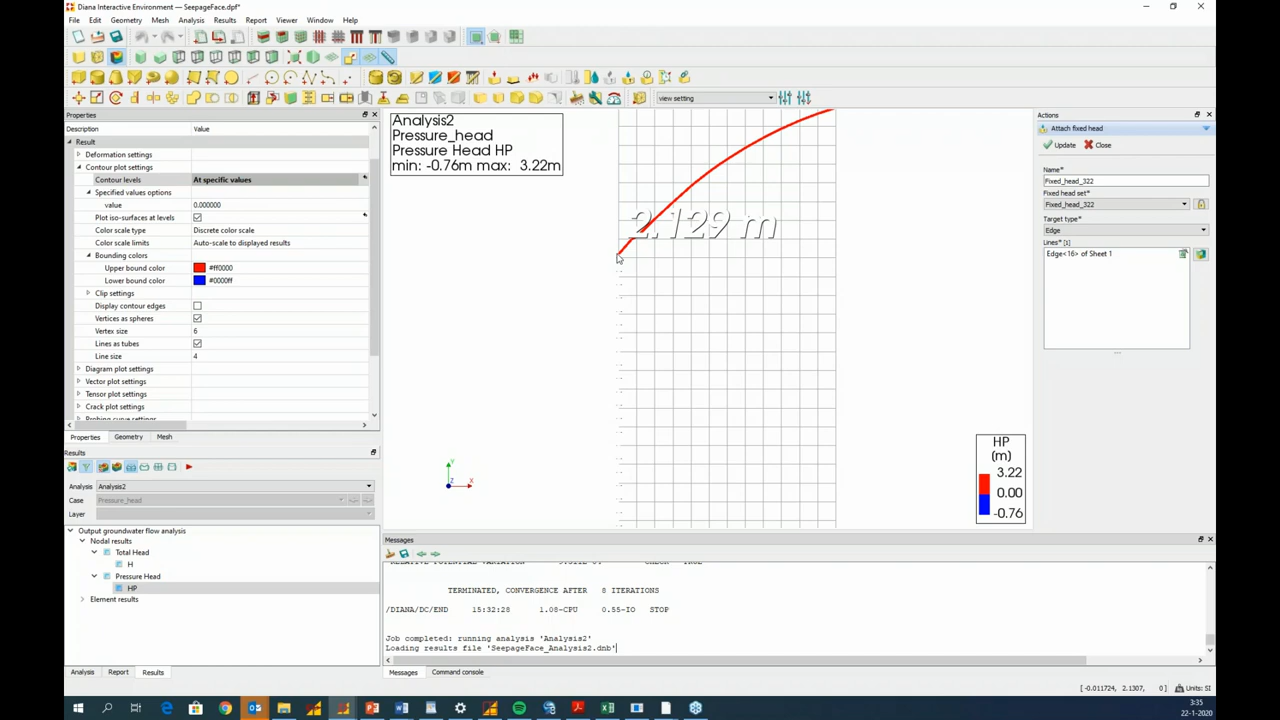 Diana Interactive Environment — SeepageFace.dpf*
File Edit Geometry Mesh Analysis Results Report Viewer Window Help
view setting
Properties
Description Value
Result
Deformation settings
Contour plot settings
Contour levels At specific values
Specified values options
value 0.000000
Plot iso-surfaces at levels
Color scale type Discrete color scale
Color scale limits Auto-scale to displayed results
Bounding colors
Upper bound color #ff0000
Lower bound color #0000ff
Clip settings
Display contour edges
Vertices as spheres
Vertex size 6
Lines as tubes
Line size 4
Diagram plot settings
Vector plot settings
Tensor plot settings
Crack plot settings
Probing curve settings
Properties Geometry Mesh
Results
Analysis Analysis2
Case Pressure_head
Layer
Output groundwater flow analysis
Nodal results
Total Head
H
Pressure Head
HP
Element results
Analysis Report Results
Analysis2
Pressure_head
Pressure Head HP
min: -0.76m max: 3.22m
2.129 m
Y
Z X
HP
(m)
3.22
0.00
-0.76
Actions
Attach fixed head
Update Close
Name*
Fixed_head_322
Fixed head set*
Fixed_head_322
Target type*
Edge
Lines* [1]
Edge<16> of Sheet 1
Messages
TERMINATED, CONVERGENCE AFTER 8 ITERATIONS
/DIANA/DC/END 15:32:28 1.08-CPU 0.55-IO STOP
Job completed: running analysis 'Analysis2'
Loading results file 'SeepageFace_Analysis2.dnb'
Messages Command console
[ -0.011724, 2.1307, 0 ] Units: SI
3:35
22-1-2020